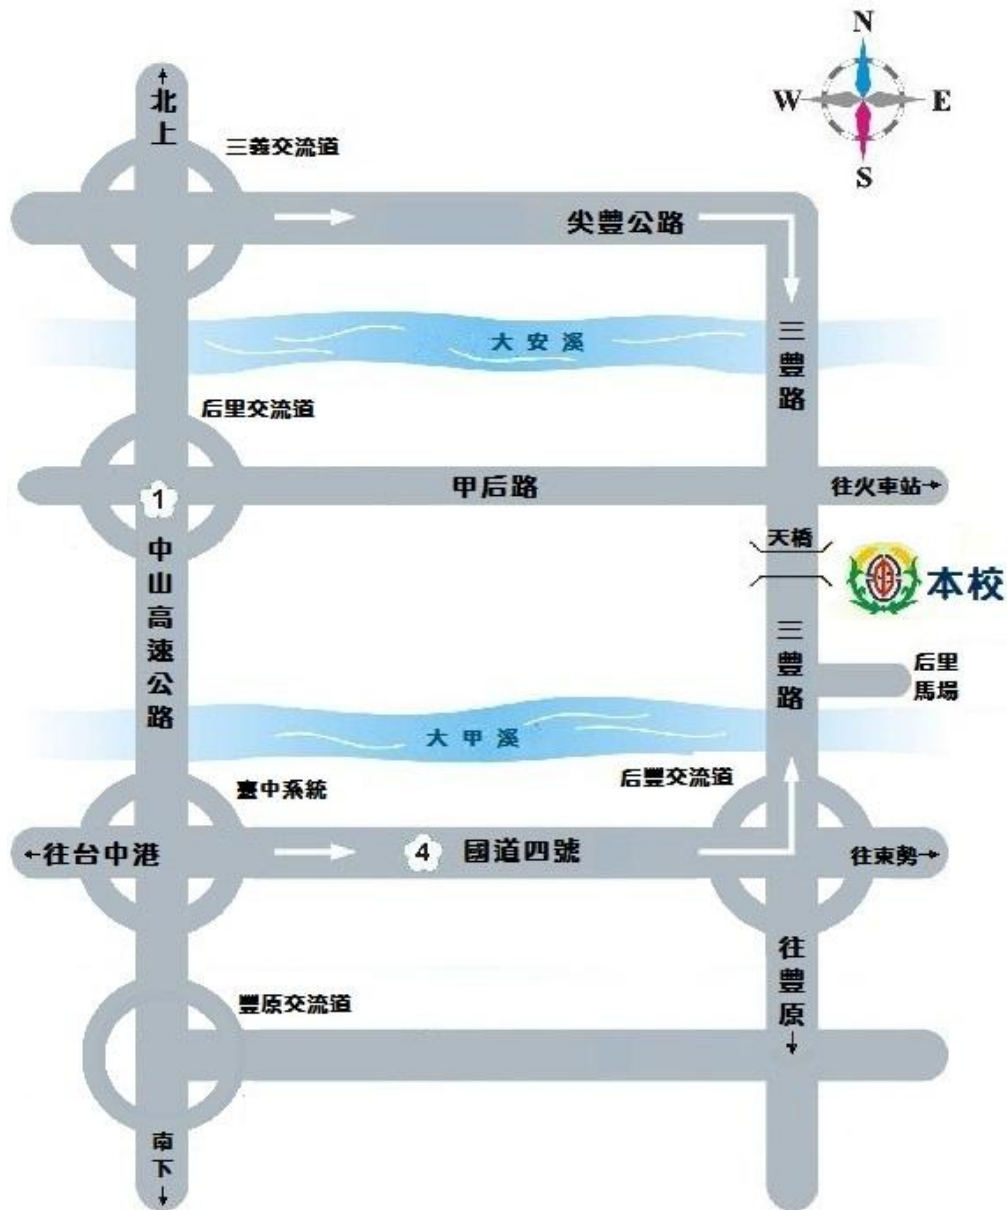 N
W
E
S
↑
北上
三義交流道
尖豐公路
大安溪
三豐路
后里交流道
甲后路
往火車站→
1
中山高速公路
天橋
本校
三豐路
后里
馬場
大甲溪
后豐交流道
臺中系統
←往台中港
4
國道四號
往東勢→
往豐原
↓
豐原交流道
南下
↓